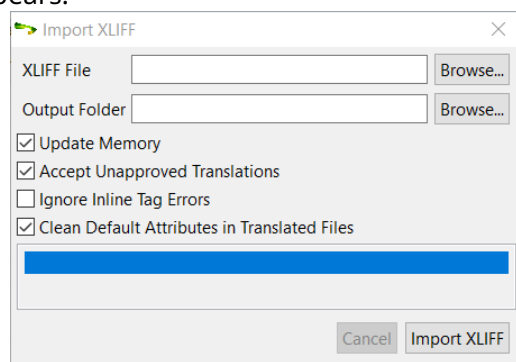 pears.
Import XLIFF
XLIFF File Browse...
Output Folder Browse...
Update Memory
Accept Unapproved Translations
Ignore Inline Tag Errors
Clean Default Attributes in Translated Files
Cancel Import XLIFF